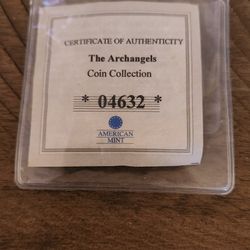 CERTIFICATE OF AUTHENTICITY
The Archangels
Coin Collection
* 04632 *
AMERICAN
MINT